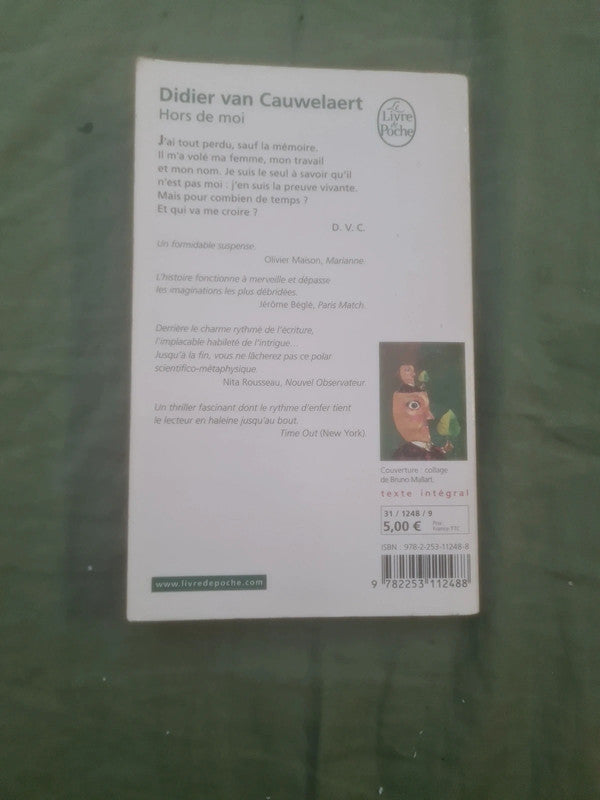 Didier van Cauwelaert
Hors de moi
Le
Livre
de
Poche
J'ai tout perdu, sauf la mémoire.
Il m'a volé ma femme, mon travail
et mon nom. Je suis le seul à savoir qu'il
n'est pas moi : j'en suis la preuve vivante.
Mais pour combien de temps ?
Et qui va me croire ?
D. V. C.
Un formidable suspense.
Olivier Maison, Marianne.
L'histoire fonctionne à merveille et dépasse
les imaginations les plus débridées.
Jérôme Béglé, Paris Match.
Derrière le charme rythmé de l'écriture,
l'implacable habileté de l'intrigue...
Jusqu'à la fin, vous ne lâcherez pas ce polar
scientifico-métaphysique.
Nita Rousseau, Nouvel Observateur.
Un thriller fascinant dont le rythme d'enfer tient
le lecteur en haleine jusqu'au bout.
Time Out (New York).
Couverture : collage
de Bruno Mallart.
texte intégral
31 / 1248 / 9
5,00 € Prix
France TTC
ISBN : 978-2-253-11248-8
9 782253 112488
www.livredepoche.com